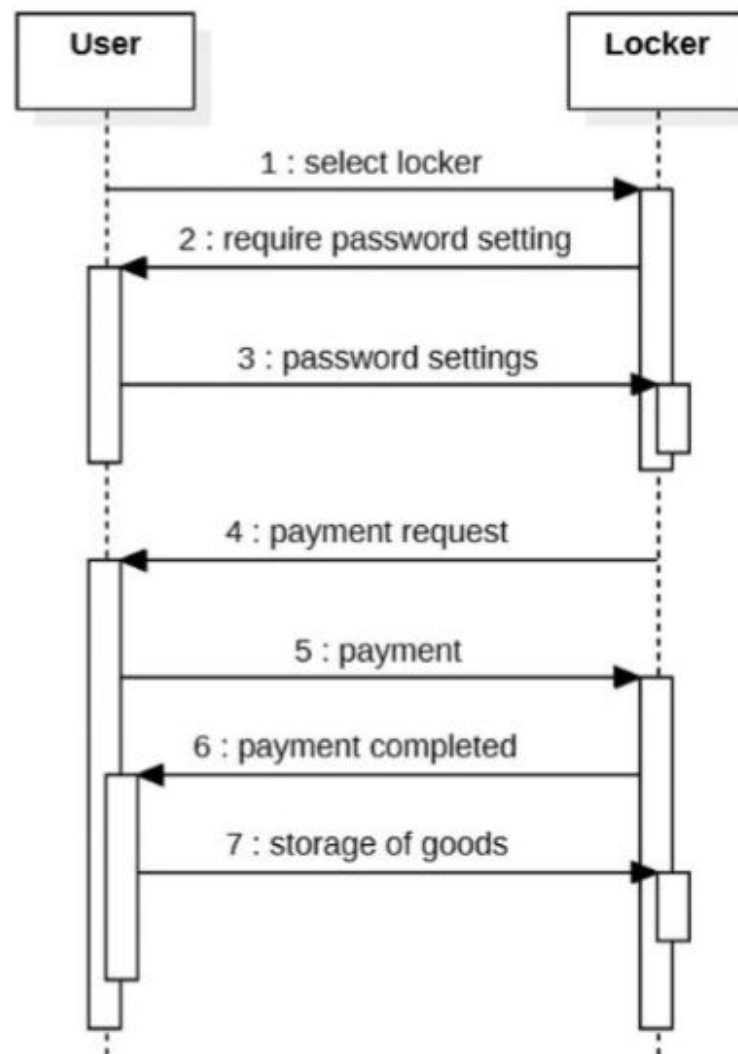 User
Locker
1 : select locker
2 : require password setting
3 : password settings
4 : payment request
5 : payment
6 : payment completed
7 : storage of goods